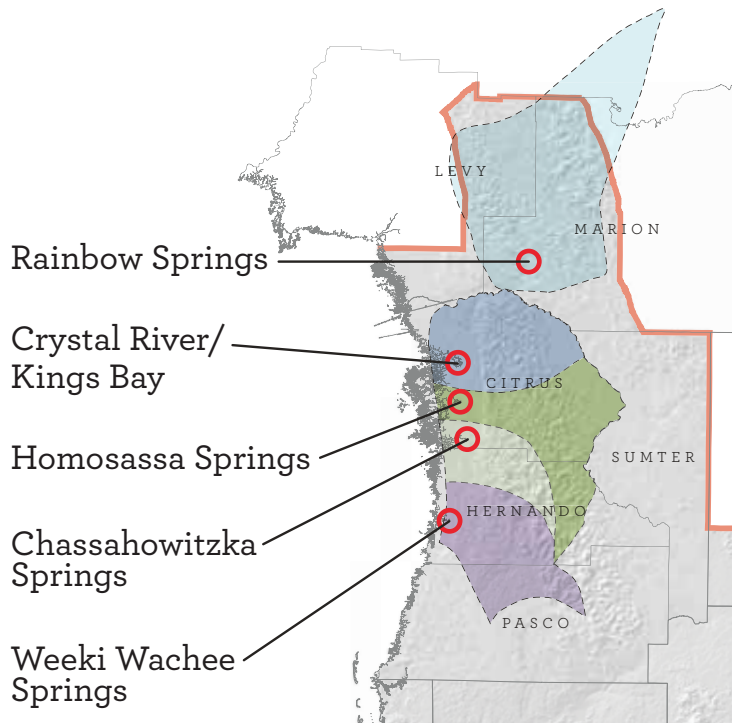 LEVY
MARION
Rainbow Springs
Crystal River/
Kings Bay
CITRUS
Homosassa Springs
SUMTER
HERNANDO
Chassahowitzka
Springs
PASCO
Weeki Wachee
Springs